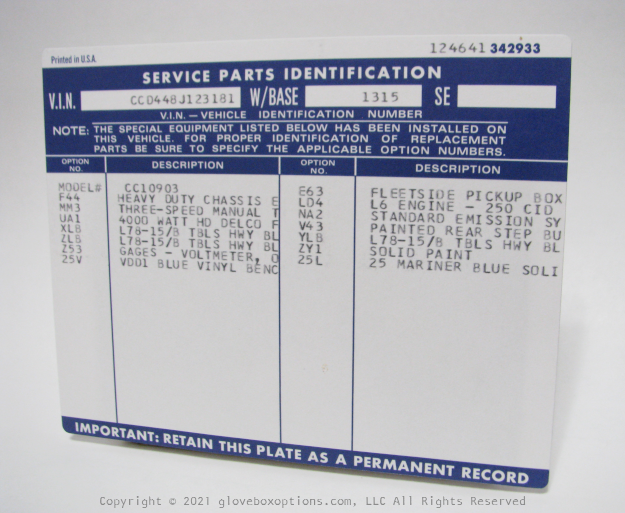 Printed in U.S.A.
124641 342933
SERVICE PARTS IDENTIFICATION
V.I.N. CCD448J123181 W/BASE 1315 SE
V.I.N. – VEHICLE IDENTIFICATION NUMBER
NOTE: THE SPECIAL EQUIPMENT LISTED BELOW HAS BEEN INSTALLED ON
THIS VEHICLE. FOR PROPER IDENTIFICATION OF REPLACEMENT
PARTS BE SURE TO SPECIFY THE APPLICABLE OPTION NUMBERS.
OPTION NO. DESCRIPTION
MODEL# CC10903
F44 HEAVY DUTY CHASSIS E
MM3 THREE-SPEED MANUAL T
UA1 4000 WATT HD DELCO F
XLB L78-15/B TBLS HWY BL
ZLB L78-15/B TBLS HWY BL
Z53 GAGES - VOLTMETER, O
25V VDD1 BLUE VINYL BENC
OPTION NO. DESCRIPTION
E63 FLEETSIDE PICKUP BOX
LD4 L6 ENGINE - 250 CID
NA2 STANDARD EMISSION SY
V43 PAINTED REAR STEP BU
YLB L78-15/B TBLS HWY BL
ZY1 SOLID PAINT
25L 25 MARINER BLUE SOLI
IMPORTANT: RETAIN THIS PLATE AS A PERMANENT RECORD
Copyright © 2021 gloveboxoptions.com, LLC All Rights Reserved